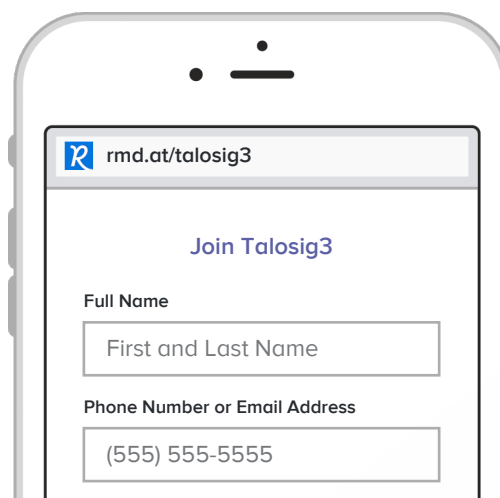 rmd.at/talosig3
Join Talosig3
Full Name
First and Last Name
Phone Number or Email Address
(555) 555-5555